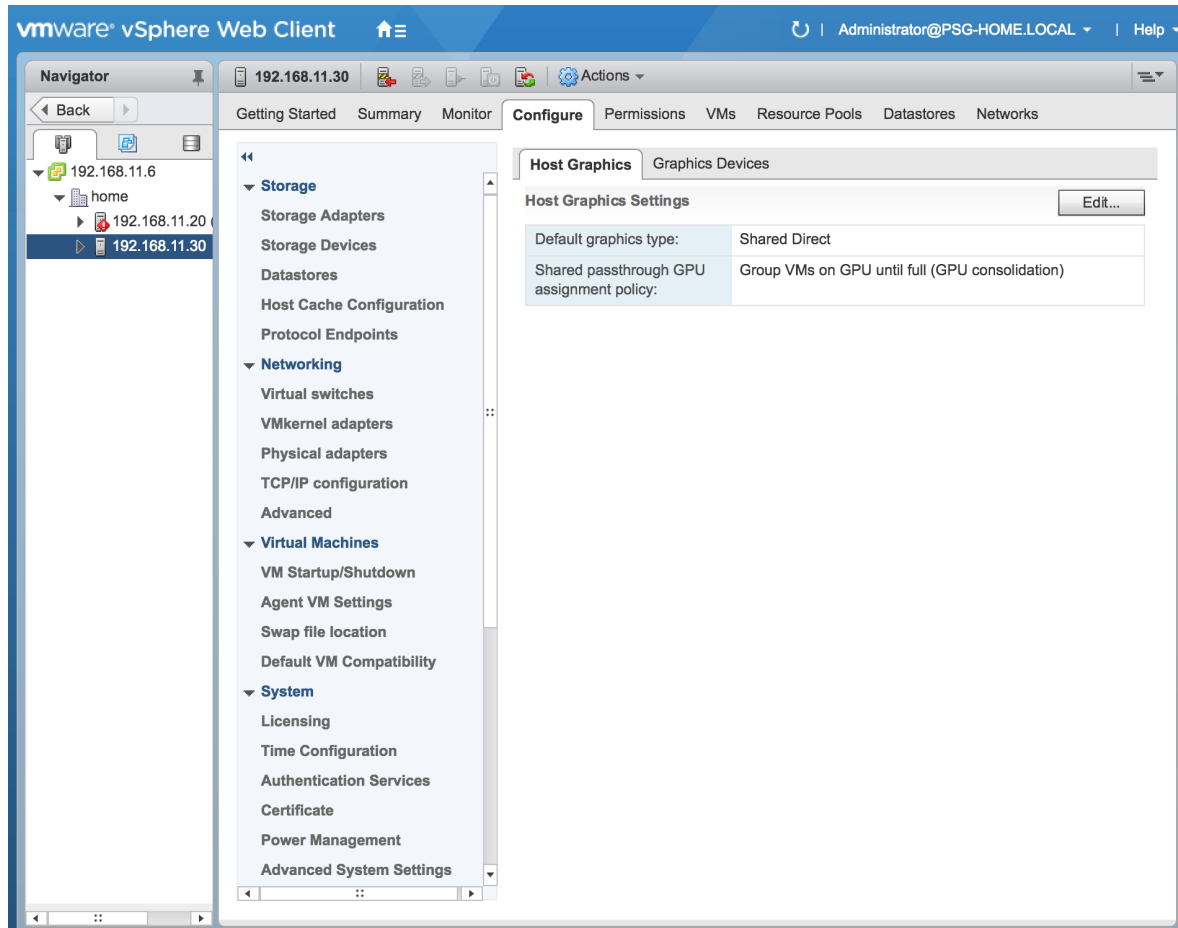 vmware® vSphere Web Client
Administrator@PSG-HOME.LOCAL
Help
Navigator
Back
192.168.11.6
home
192.168.11.20 (
192.168.11.30
192.168.11.30
Actions
Getting Started
Summary
Monitor
Configure
Permissions
VMs
Resource Pools
Datastores
Networks
Storage
Storage Adapters
Storage Devices
Datastores
Host Cache Configuration
Protocol Endpoints
Networking
Virtual switches
VMkernel adapters
Physical adapters
TCP/IP configuration
Advanced
Virtual Machines
VM Startup/Shutdown
Agent VM Settings
Swap file location
Default VM Compatibility
System
Licensing
Time Configuration
Authentication Services
Certificate
Power Management
Advanced System Settings
Host Graphics
Graphics Devices
Host Graphics Settings
Edit...
Default graphics type:
Shared Direct
Shared passthrough GPU
assignment policy:
Group VMs on GPU until full (GPU consolidation)